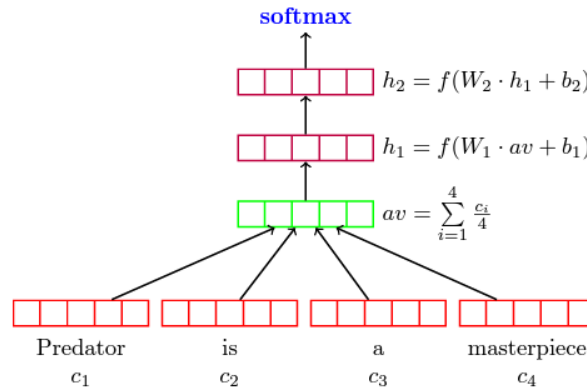 softmax
h₂ = f(W₂ · h₁ + b₂)
h₁ = f(W₁ · av + b₁)
av = ∑_{i=1}^{4} c_i/4
Predator is a masterpiece
c₁ c₂ c₃ c₄